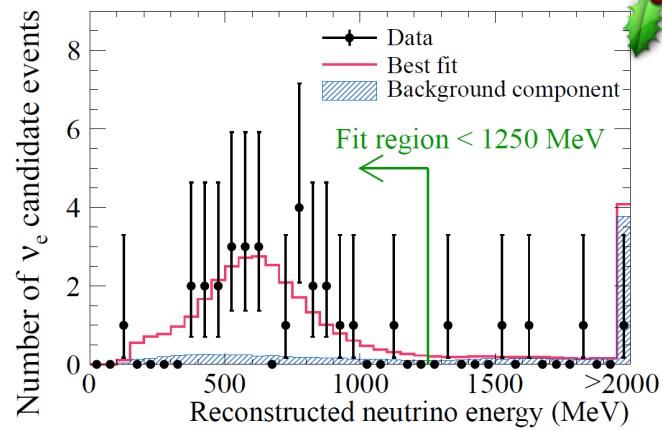 8
6
4
2
0
Number of νe candidate events
Data
Best fit
Background component
Fit region < 1250 MeV
0 500 1000 1500 >2000
Reconstructed neutrino energy (MeV)